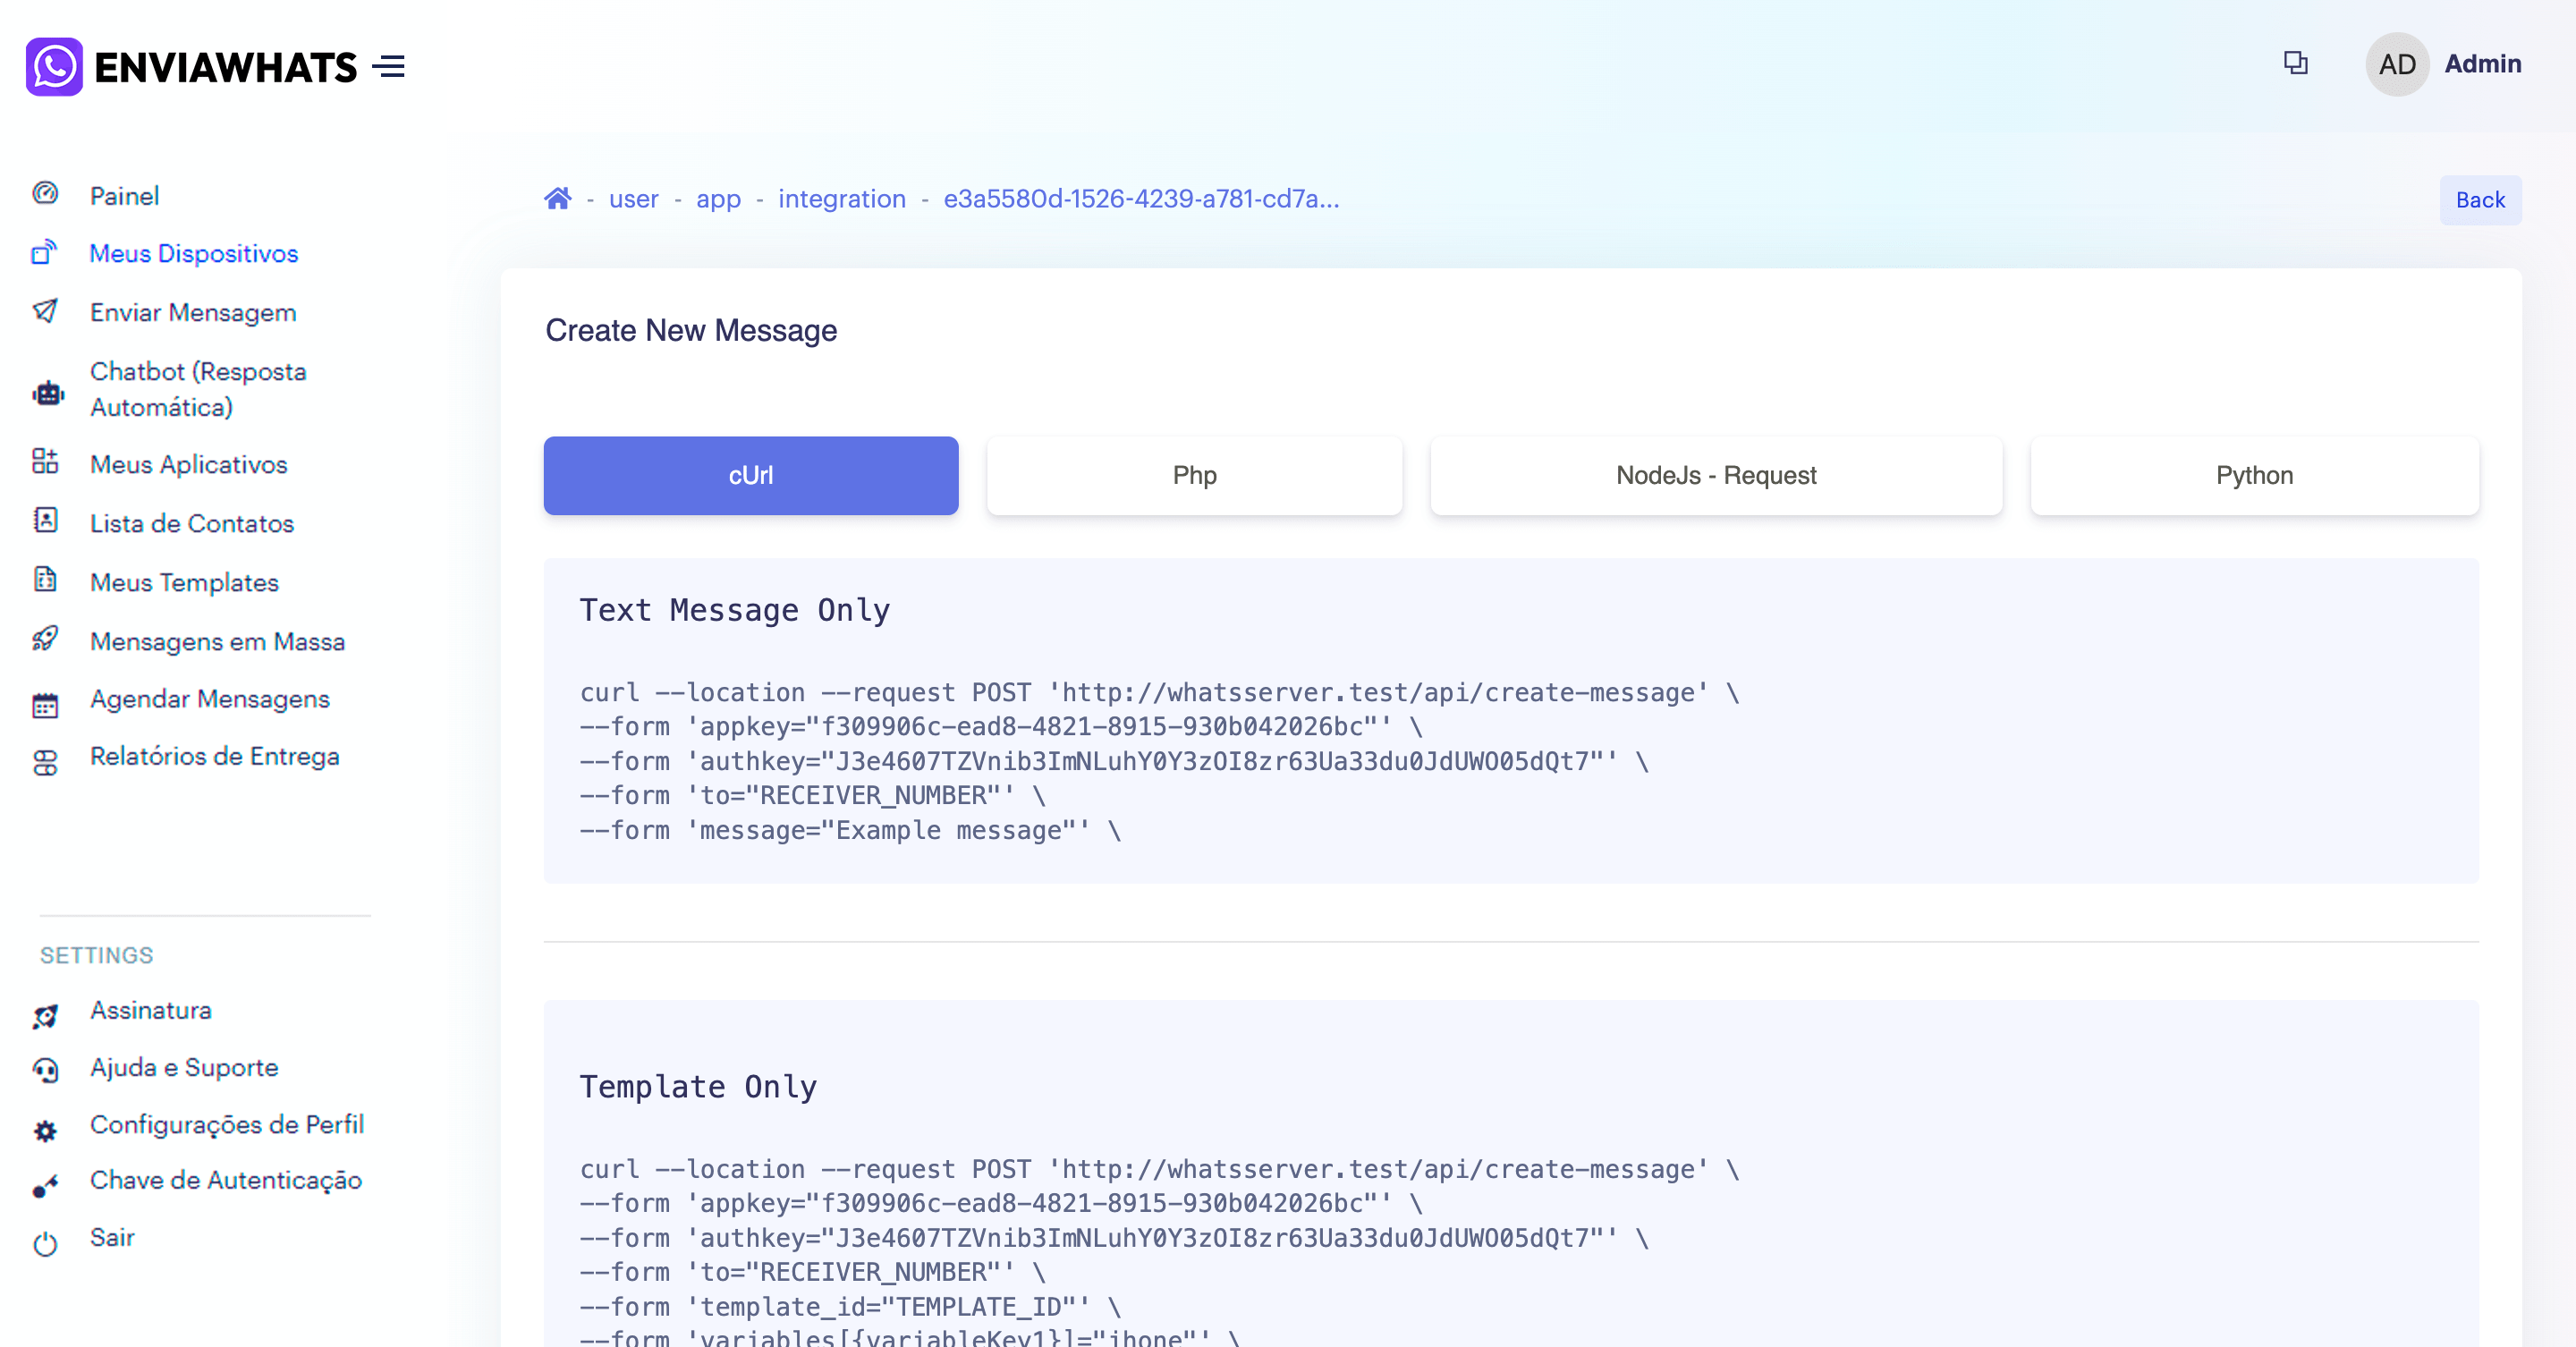 ENVIAWHATS
AD Admin
Painel
Meus Dispositivos
Enviar Mensagem
Chatbot (Resposta
Automática)
Meus Aplicativos
Lista de Contatos
Meus Templates
Mensagens em Massa
Agendar Mensagens
Relatórios de Entrega
SETTINGS
Assinatura
Ajuda e Suporte
Configurações de Perfil
Chave de Autenticação
Sair
- user - app - integration - e3a5580d-1526-4239-a781-cd7a...
Back
Create New Message
cUrl
Php
NodeJs - Request
Python
Text Message Only
curl --location --request POST 'http://whatsserver.test/api/create-message' \
--form 'appkey="f309906c-ead8-4821-8915-930b042026bc"' \
--form 'authkey="J3e4607TZVnib3ImNLuhY0Y3zOI8zr63Ua33du0JdUWO05dQt7"' \
--form 'to="RECEIVER_NUMBER"' \
--form 'message="Example message"' \
Template Only
curl --location --request POST 'http://whatsserver.test/api/create-message' \
--form 'appkey="f309906c-ead8-4821-8915-930b042026bc"' \
--form 'authkey="J3e4607TZVnib3ImNLuhY0Y3zOI8zr63Ua33du0JdUWO05dQt7"' \
--form 'to="RECEIVER_NUMBER"' \
--form 'template_id="TEMPLATE_ID"' \
--form 'variables[{variableKey1}]="jhone"' \